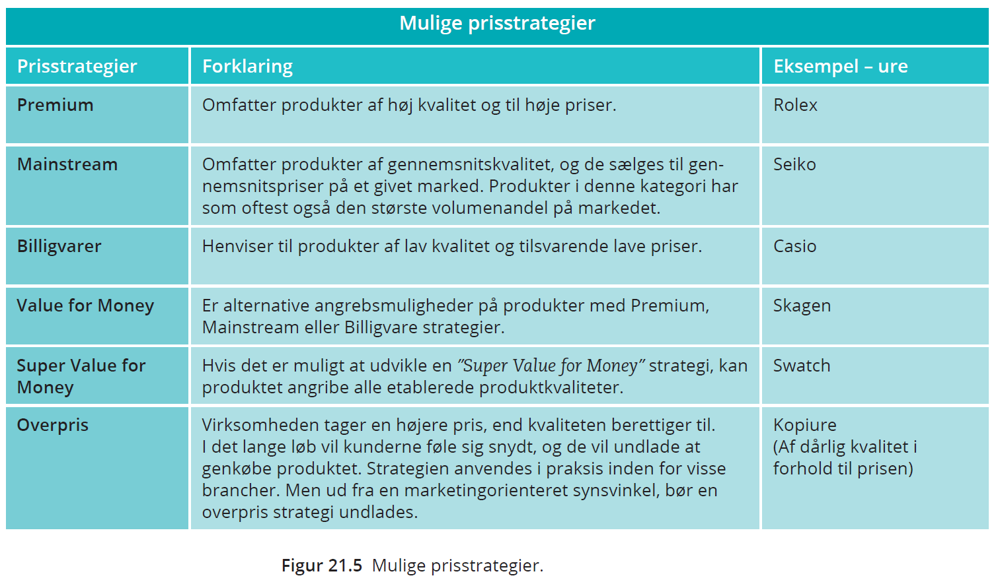 Mulige prisstrategier
Prisstrategier
Forklaring
Eksempel – ure
Premium
Omfatter produkter af høj kvalitet og til høje priser.
Rolex
Mainstream
Omfatter produkter af gennemsnitskvalitet, og de sælges til gen-
nemsnitspriser på et givet marked. Produkter i denne kategori har
som oftest også den største volumenandel på markedet.
Seiko
Billigvarer
Henviser til produkter af lav kvalitet og tilsvarende lave priser.
Casio
Value for Money
Er alternative angrebsmuligheder på produkter med Premium,
Mainstream eller Billigvare strategier.
Skagen
Super Value for
Money
Hvis det er muligt at udvikle en ”Super Value for Money” strategi, kan
produktet angribe alle etablerede produktkvaliteter.
Swatch
Overpris
Virksomheden tager en højere pris, end kvaliteten berettiger til.
I det lange løb vil kunderne føle sig snydt, og de vil undlade at
genkøbe produktet. Strategien anvendes i praksis inden for visse
brancher. Men ud fra en marketingorienteret synsvinkel, bør en
overpris strategi undlades.
Kopiure
(Af dårlig kvalitet i
forhold til prisen)
Figur 21.5 Mulige prisstrategier.